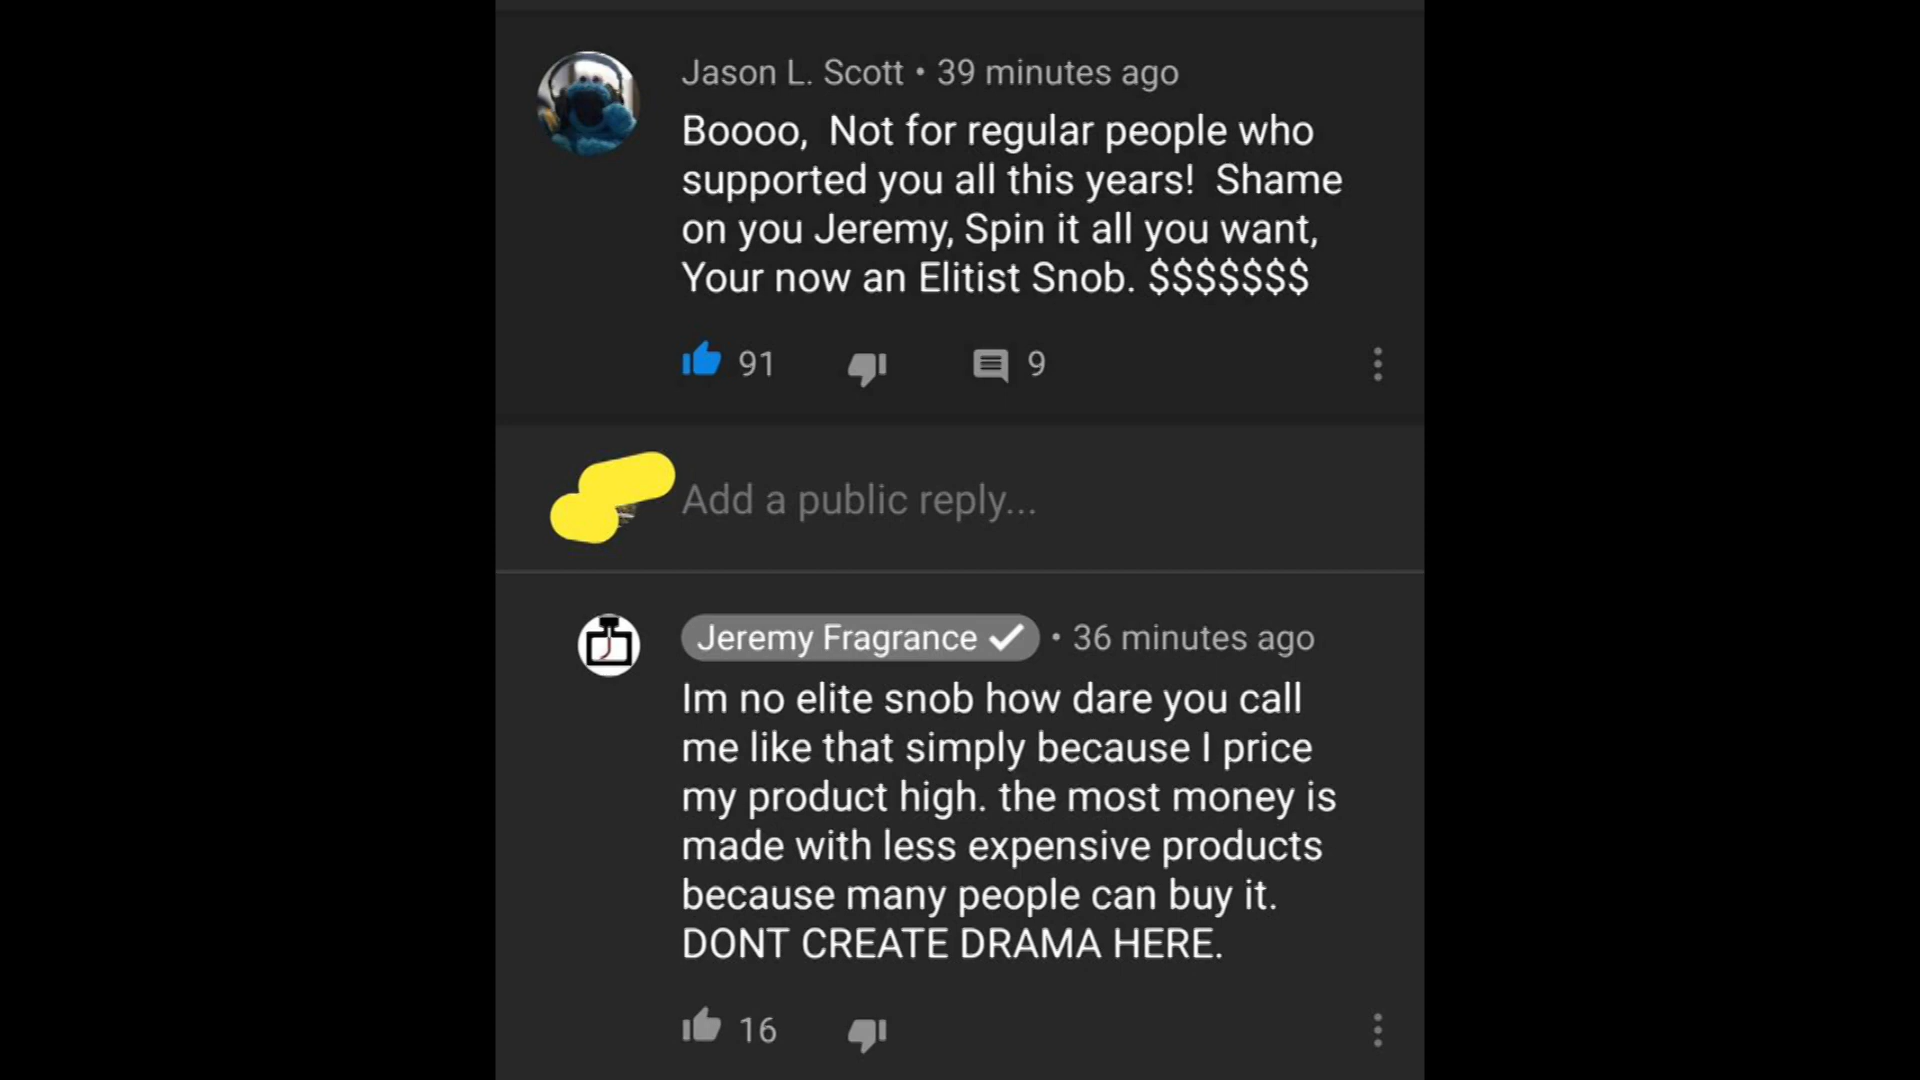 Jason L. Scott • 39 minutes ago
Boooo,  Not for regular people who
supported you all this years!  Shame
on you Jeremy, Spin it all you want,
Your now an Elitist Snob. $$$$$$$
91 9
Add a public reply...
Jeremy Fragrance ✓ • 36 minutes ago
Im no elite snob how dare you call
me like that simply because I price
my product high. the most money is
made with less expensive products
because many people can buy it.
DONT CREATE DRAMA HERE.
16